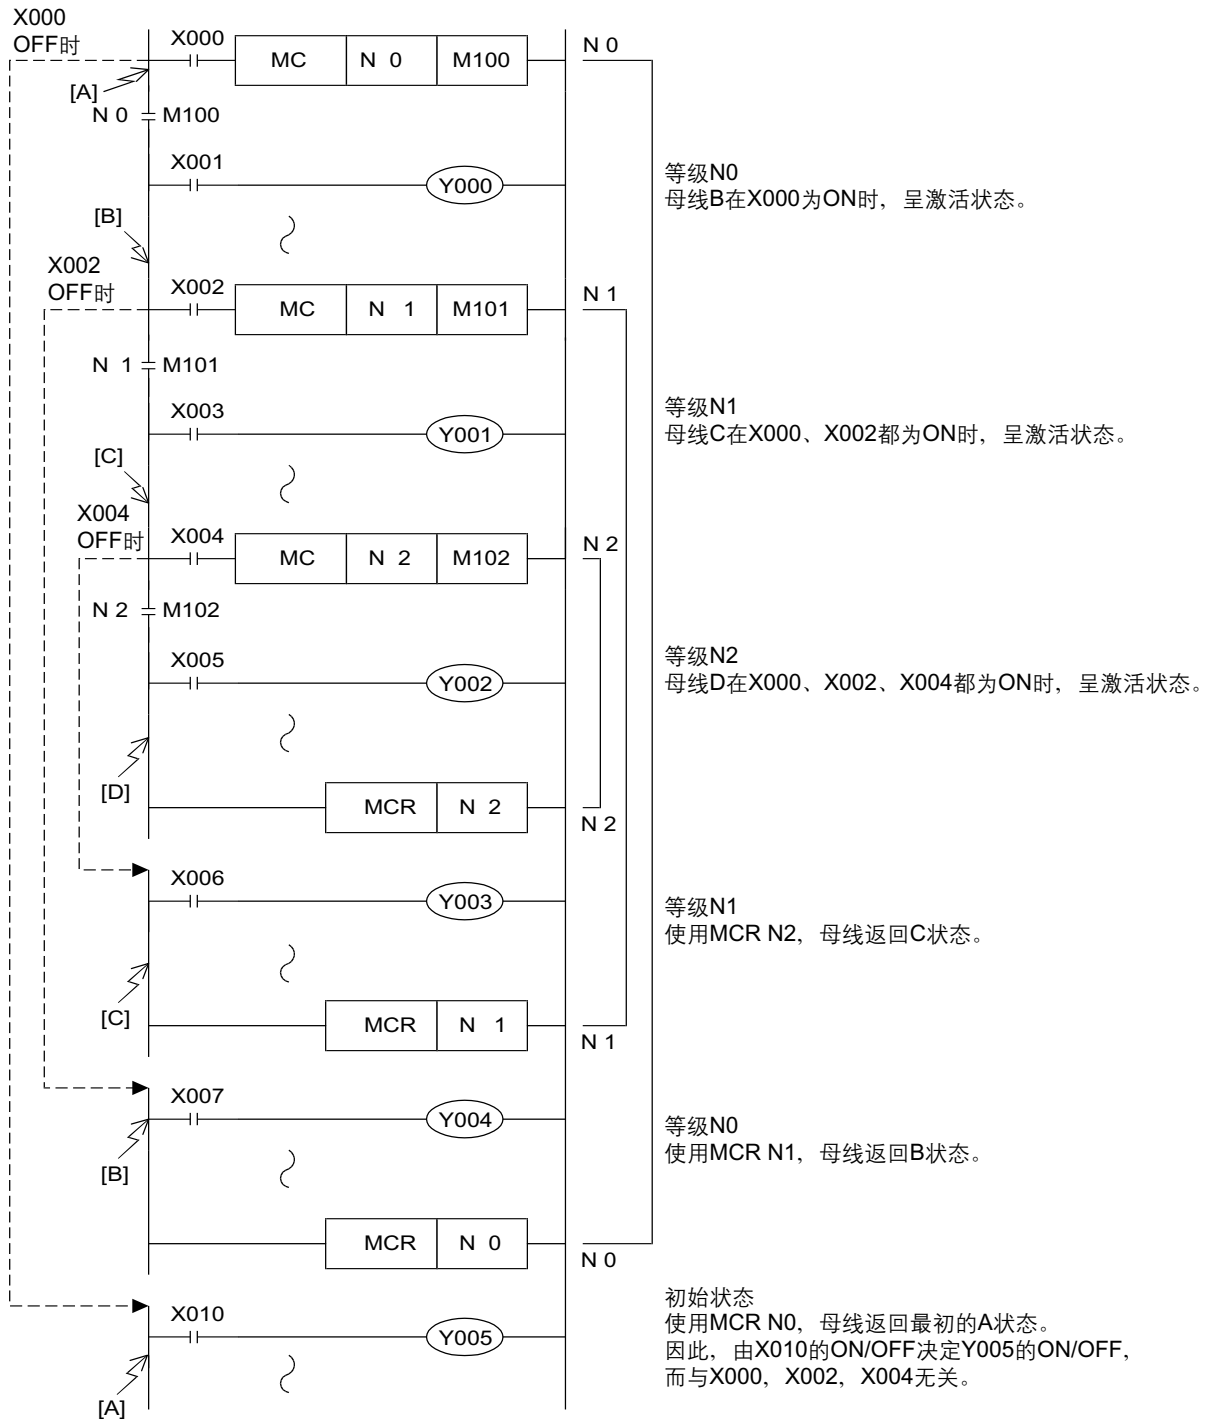 X000
OFF时
X000
MC N 0 M100
N 0
[A]
N 0 M100
X001
Y000
等级N0
母线B在X000为ON时，呈激活状态。
[B]
X002
OFF时
X002
MC N 1 M101
N 1
N 1 M101
X003
Y001
等级N1
母线C在X000、X002都为ON时，呈激活状态。
[C]
X004
OFF时
X004
MC N 2 M102
N 2
N 2 M102
X005
Y002
等级N2
母线D在X000、X002、X004都为ON时，呈激活状态。
[D]
MCR N 2
N 2
X006
Y003
等级N1
使用MCR N2，母线返回C状态。
[C]
MCR N 1
N 1
X007
Y004
等级N0
使用MCR N1，母线返回B状态。
[B]
MCR N 0
N 0
初始状态
使用MCR N0，母线返回最初的A状态。
因此，由X010的ON/OFF决定Y005的ON/OFF，
而与X000，X002，X004无关。
X010
Y005
[A]